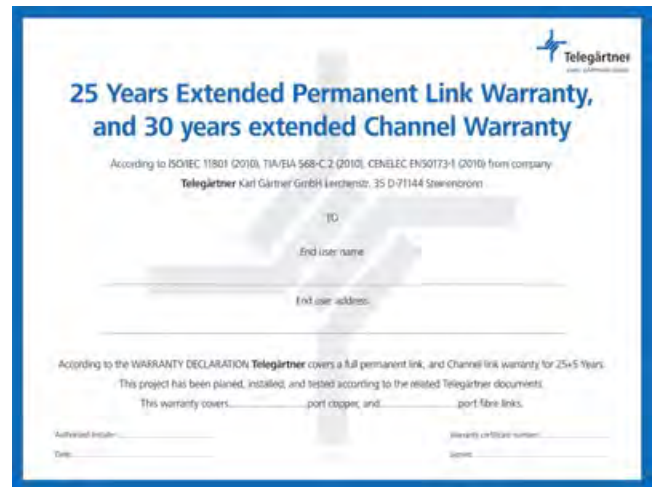 Telegärtner
25 Years Extended Permanent Link Warranty,
and 30 years extended Channel Warranty
According to ISO/IEC 11801 (2010), TIA/EIA 568-C.2 (2010), CENELEC EN50173-1 (2010) from company
Telegärtner Karl Gärtner GmbH Lerchenstr. 35 D-71144 Steinenbronn
TO
End user name
End user address
According to the WARRANTY DECLARATION Telegärtner covers a full permanent link, and Channel link warranty for 25+5 Years.
This project has been planed, installed, and tested according to the related Telegärtner documents.
This warranty covers port copper, and port fibre links.
Authorized installer:
Warranty certificate number:
Date: